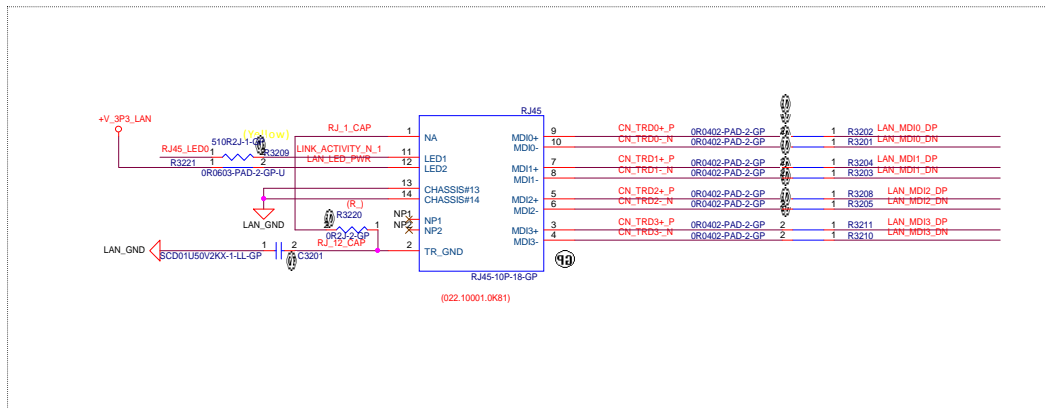 RJ45
+V_3P3_LAN
RJ_1_CAP
1
NA
(Yellow)
510R2J-1-GP
RJ45_LED0
1
2
R3209
LINK_ACTIVITY_N_1
11
LED1
R3221
1
2
LAN_LED_PWR
12
LED2
0R0603-PAD-2-GP-U
13
CHASSIS#13
14
CHASSIS#14
LAN_GND
(R_)
R3220
1
0R2J-2-GP
NP1
NP1
NP2
NP2
LAN_GND
1
2
RJ_12_CAP
2
TR_GND
SCD01U50V2KX-1-LL-GP
C3201
RJ45-10P-18-GP
(022.10001.0K81)
MDI0+
9
CN_TRD0+_P
0R0402-PAD-2-GP
1
R3202
LAN_MDI0_DP
MDI0-
10
CN_TRD0-_N
0R0402-PAD-2-GP
1
R3201
LAN_MDI0_DN
MDI1+
7
CN_TRD1+_P
0R0402-PAD-2-GP
1
R3204
LAN_MDI1_DP
MDI1-
8
CN_TRD1-_N
0R0402-PAD-2-GP
1
R3203
LAN_MDI1_DN
MDI2+
5
CN_TRD2+_P
0R0402-PAD-2-GP
1
R3208
LAN_MDI2_DP
MDI2-
6
CN_TRD2-_N
0R0402-PAD-2-GP
1
R3205
LAN_MDI2_DN
MDI3+
3
CN_TRD3+_P
0R0402-PAD-2-GP
2
1
R3211
LAN_MDI3_DP
MDI3-
4
CN_TRD3-_N
0R0402-PAD-2-GP
2
1
R3210
LAN_MDI3_DN
GP